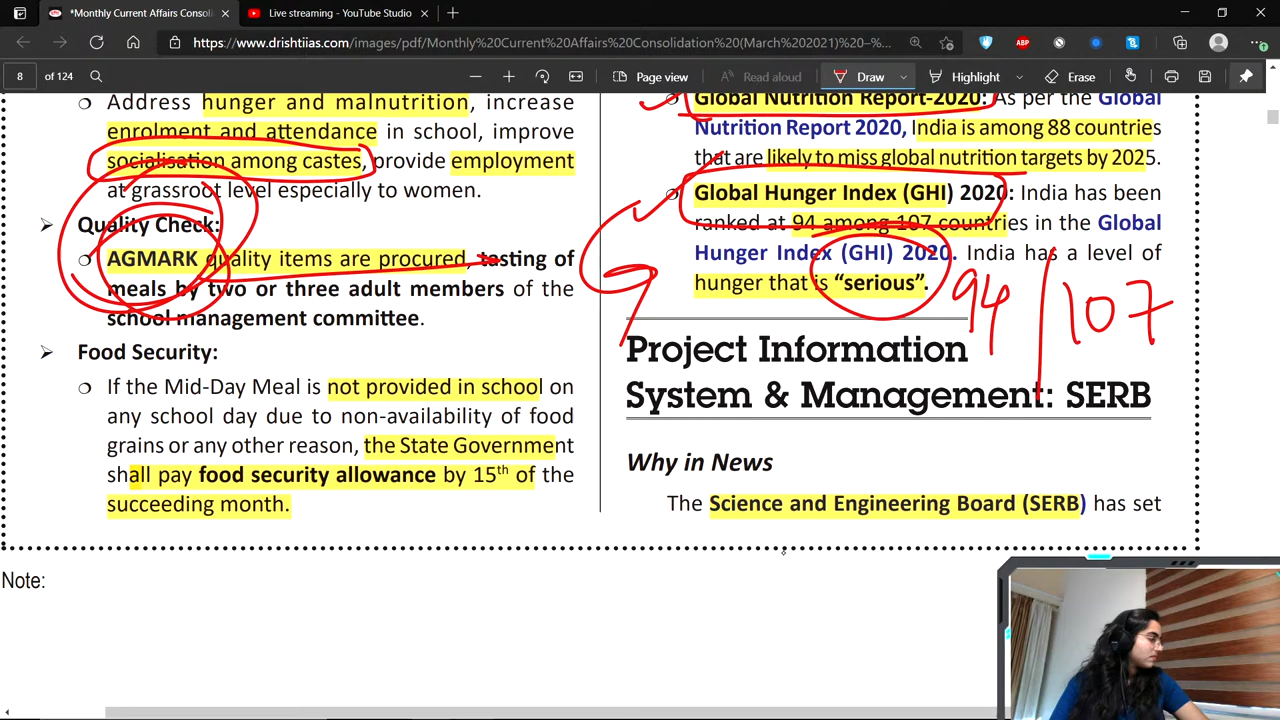 *Monthly Current Affairs Consoli
Live streaming - YouTube Studio
https://www.drishtiias.com/images/pdf/Monthly%20Current%20Affairs%20Consolidation%20(March%202021)%20–%...
8 of 124
Page view
Read aloud
Draw
Highlight
Erase
ABP
Address hunger and malnutrition, increase
enrolment and attendance in school, improve
socialisation among castes, provide employment
at grassroot level especially to women.
Quality Check:
AGMARK quality items are procured, tasting of
meals by two or three adult members of the
school management committee.
Food Security:
If the Mid-Day Meal is not provided in school on
any school day due to non-availability of food
grains or any other reason, the State Government
shall pay food security allowance by 15th of the
succeeding month.
Global Nutrition Report-2020: As per the Global
Nutrition Report 2020, India is among 88 countries
that are likely to miss global nutrition targets by 2025.
Global Hunger Index (GHI) 2020: India has been
ranked at 94 among 107 countries in the Global
Hunger Index (GHI) 2020. India has a level of
hunger that is “serious”.
9
94/107
Project Information
System & Management: SERB
Why in News
The Science and Engineering Board (SERB) has set
Note: